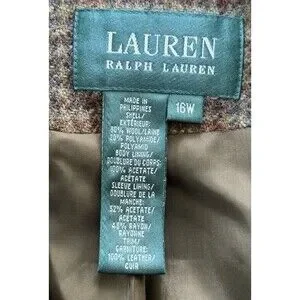 LAUREN
RALPH LAUREN
16W
MADE IN
PHILIPPINES
SHELL/
EXTÉRIEUR:
80% WOOL/LAINE
20% POLYAMIDE/
POLYAMID
BODY LINING/
DOUBLURE DU CORPS:
100% ACETATE/
ACÉTATE
SLEEVE LINING/
DOUBLURE DE LA
MANCHE:
52% ACETATE/
ACÉTATE
48% RAYON/
RAYONNE
TRIM/
GARNITURE:
100% LEATHER/
CUIR